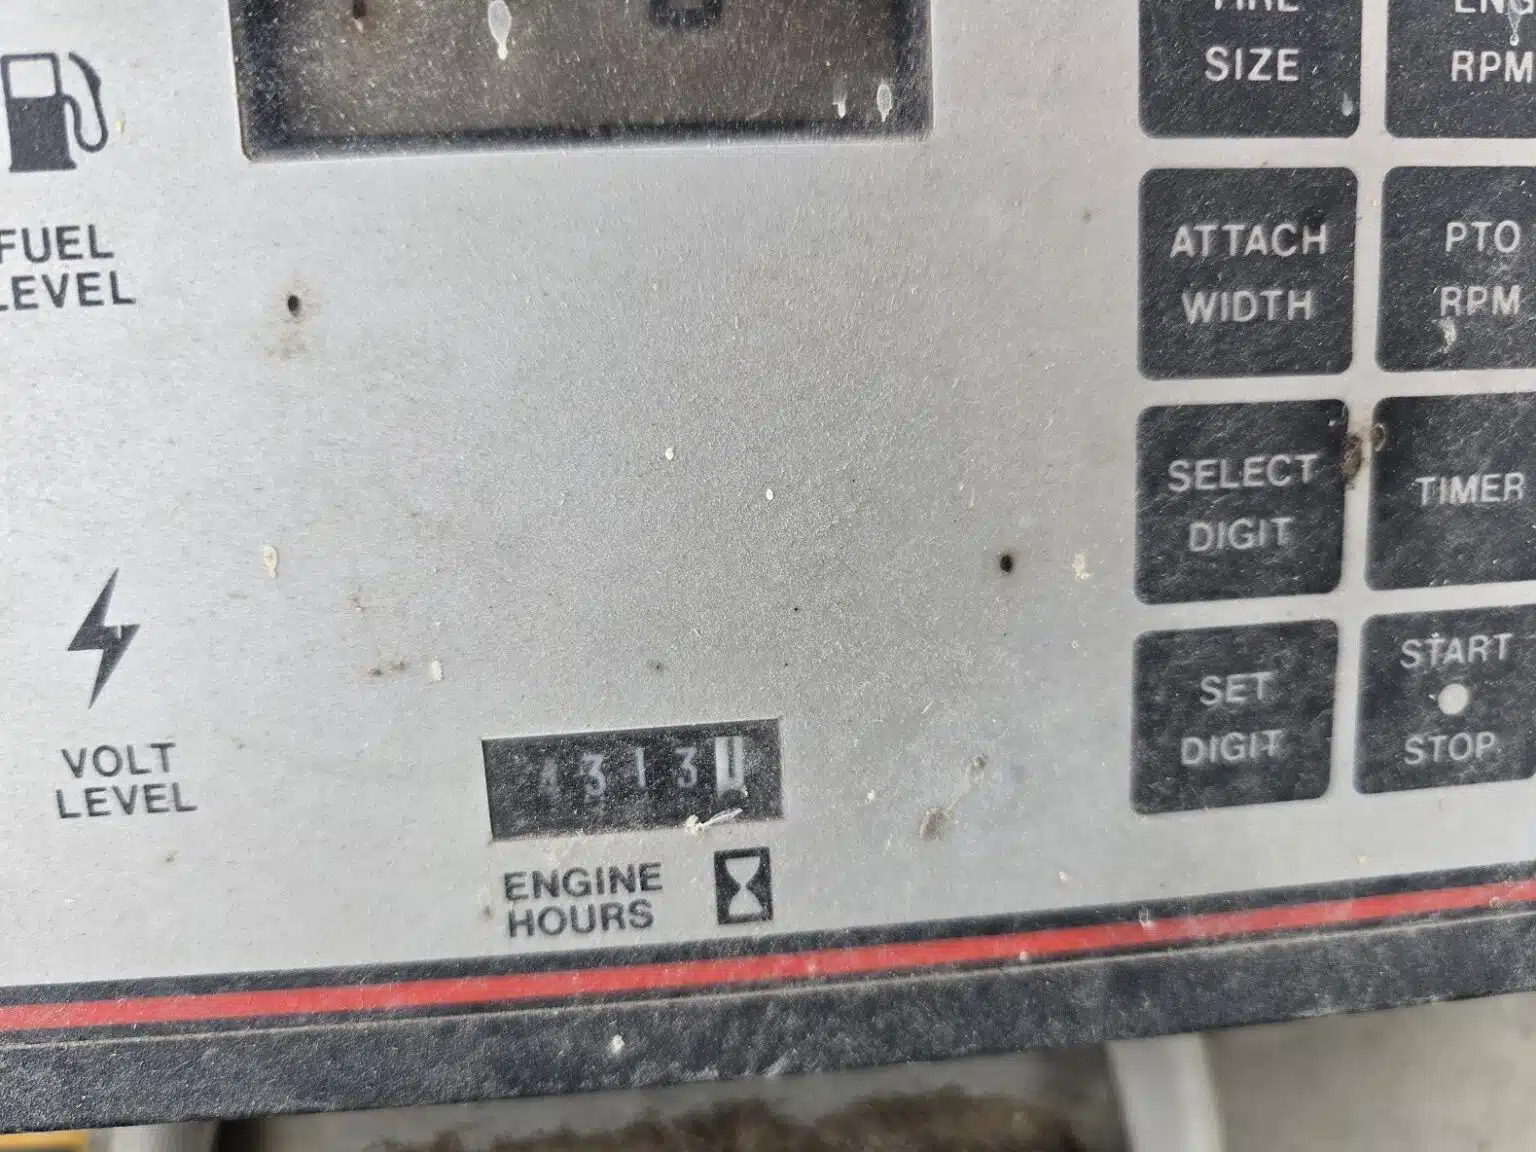 SIZE
RPM
FUEL
LEVEL
ATTACH
WIDTH
PTO
RPM
SELECT
DIGIT
TIMER
VOLT
LEVEL
SET
DIGIT
START
STOP
4313
ENGINE
HOURS